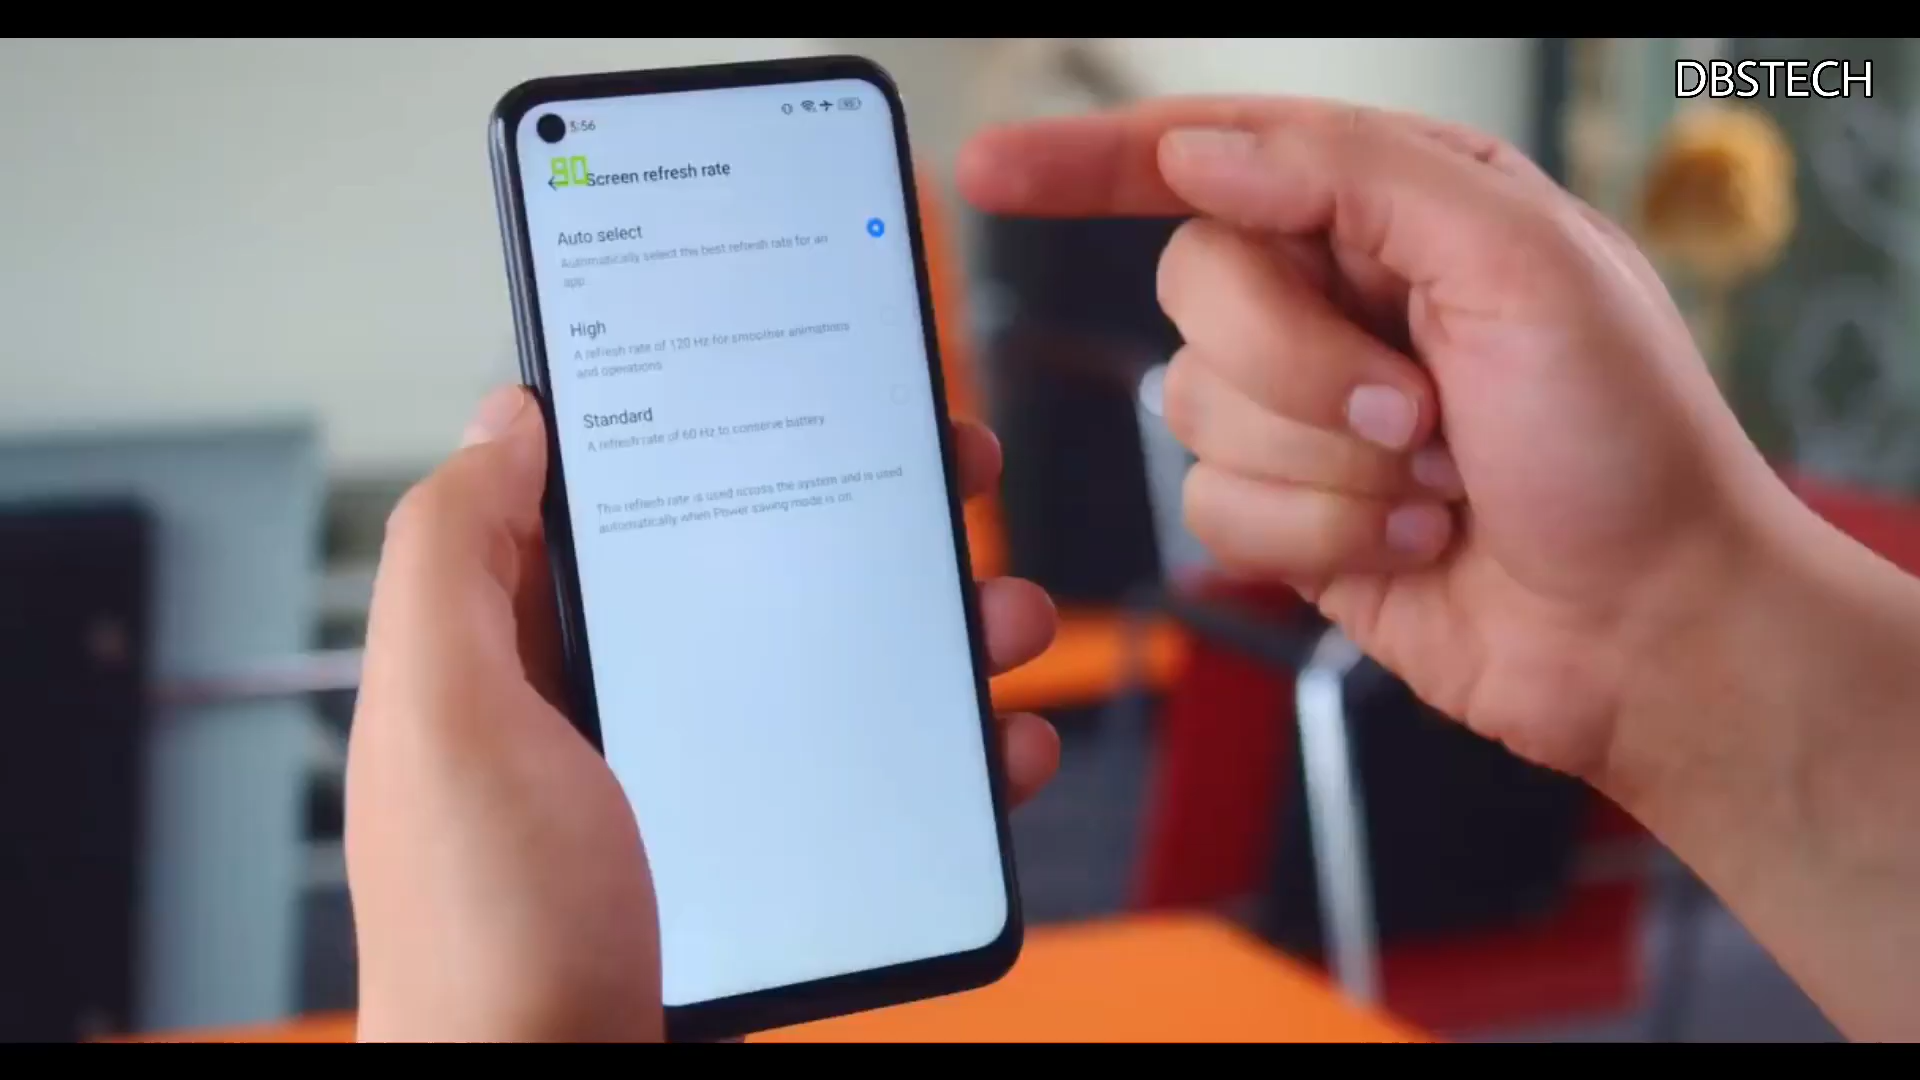 DBSTECH
3:56
93
90
Screen refresh rate
Auto select
Automatically select the best refresh rate for an
app.
High
A refresh rate of 120 Hz for smoother animations
and operations
Standard
A refresh rate of 60 Hz to conserve battery
This refresh rate is used across the system and is used
automatically when Power saving mode is on.